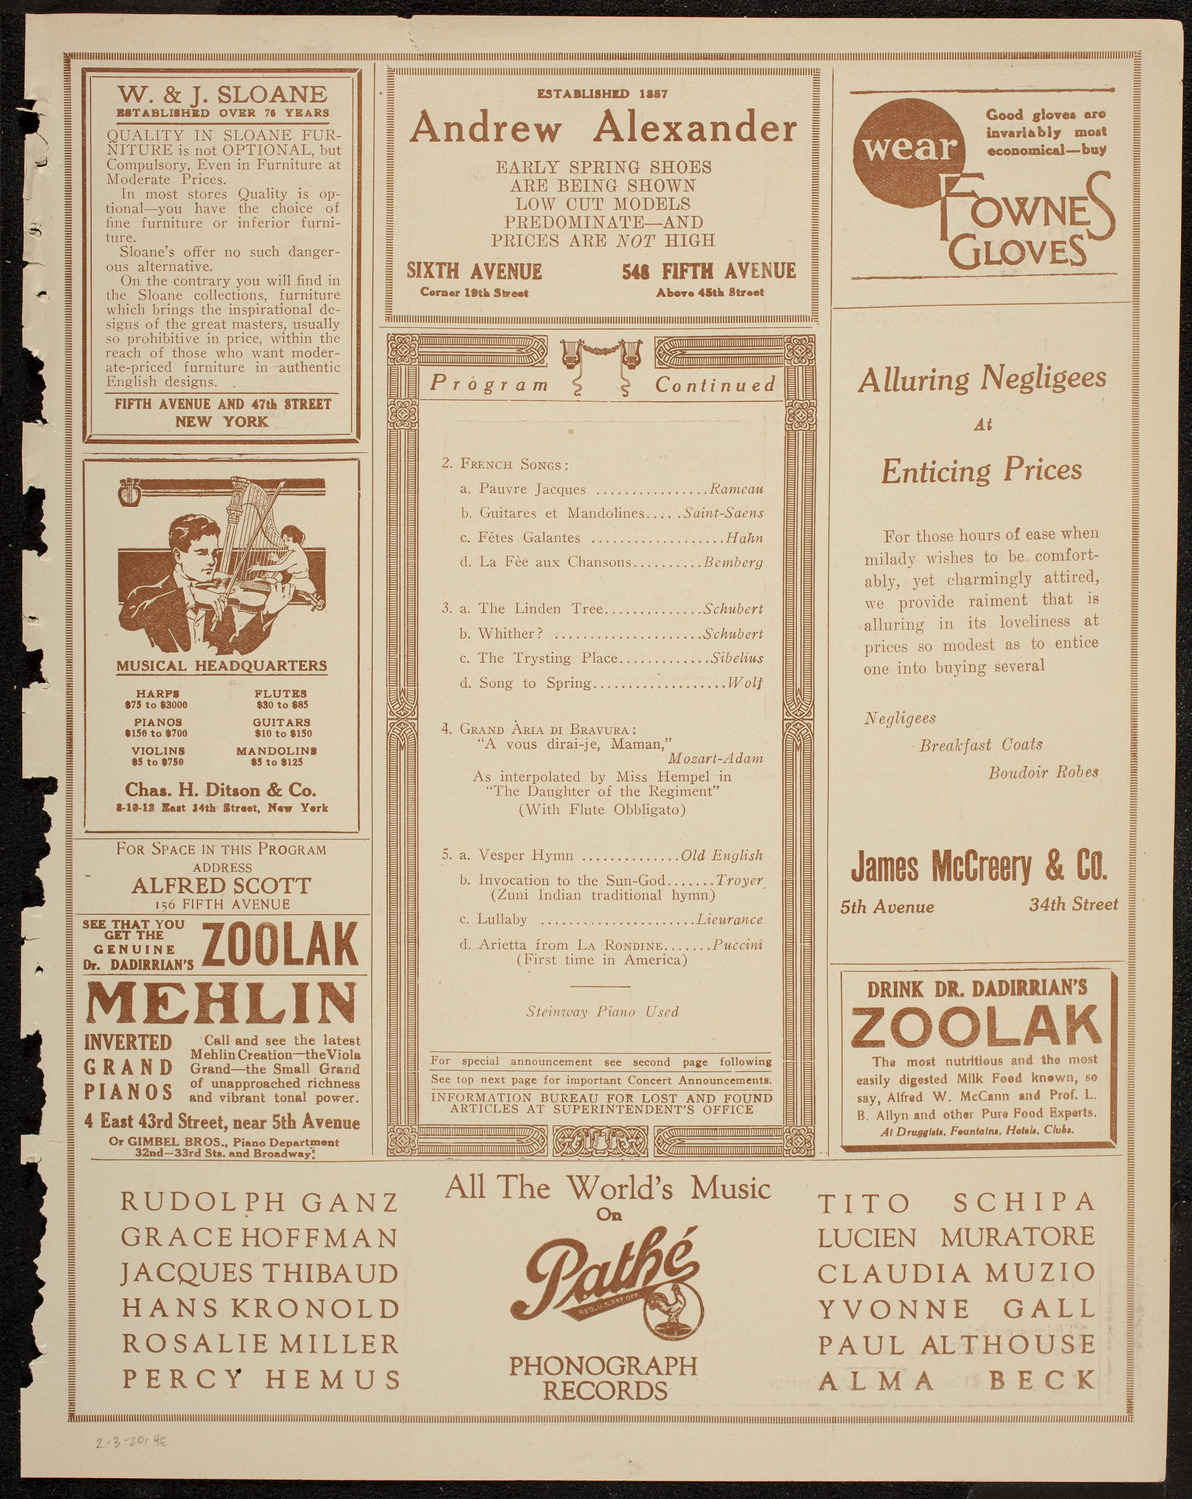 W. & J. SLOANE
ESTABLISHED OVER 76 YEARS
QUALITY IN SLOANE FUR-
NITURE is not OPTIONAL, but
Compulsory, Even in Furniture at
Moderate Prices.
In most stores Quality is op-
tional—you have the choice of
fine furniture or inferior furni-
ture.
Sloane's offer no such danger-
ous alternative.
On the contrary you will find in
the Sloane collections, furniture
which brings the inspirational de-
signs of the great masters, usually
so prohibitive in price, within the
reach of those who want moder-
ate-priced furniture in authentic
English designs.
FIFTH AVENUE AND 47th STREET
NEW YORK
MUSICAL HEADQUARTERS
HARPS
$75 to $3000
FLUTES
$30 to $85
PIANOS
$150 to $700
GUITARS
$10 to $150
VIOLINS
$5 to $750
MANDOLINS
$5 to $125
Chas. H. Ditson & Co.
8-10-12 East 34th Street, New York
FOR SPACE IN THIS PROGRAM
ADDRESS
ALFRED SCOTT
156 FIFTH AVENUE
SEE THAT YOU
GET THE
GENUINE
Dr. DADIRRIAN'S
ZOOLAK
MEHLIN
INVERTED
GRAND
PIANOS
Call and see the latest
Mehlin Creation—the Viola
Grand—the Small Grand
of unapproached richness
and vibrant tonal power.
4 East 43rd Street, near 5th Avenue
Or GIMBEL BROS., Piano Department
32nd—33rd Sts. and Broadway
ESTABLISHED 1857
Andrew Alexander
EARLY SPRING SHOES
ARE BEING SHOWN
LOW CUT MODELS
PREDOMINATE—AND
PRICES ARE NOT HIGH
SIXTH AVENUE
Corner 19th Street
548 FIFTH AVENUE
Above 45th Street
Program Continued
2. FRENCH SONGS:
a. Pauvre Jacques ................Rameau
b. Guitares et Mandolines.....Saint-Saens
c. Fétes Galantes ...................Hahn
d. La Fèe aux Chansons..........Bemberg
3. a. The Linden Tree..............Schubert
b. Whither? .....................Schubert
c. The Trysting Place.............Sibelius
d. Song to Spring...................Wolf
4. GRAND ARIA DI BRAVURA:
"A vous dirai-je, Maman,"
Mozart-Adam
As interpolated by Miss Hempel in
"The Daughter of the Regiment"
(With Flute Obbligato)
5. a. Vesper Hymn ..............Old English
b. Invocation to the Sun-God.......Troyer
(Zuni Indian traditional hymn)
c. Lullaby ......................Lieurance
d. Arietta from LA RONDINE.......Puccini
(First time in America)
Steinway Piano Used
For special announcement see second page following
See top next page for important Concert Announcements.
INFORMATION BUREAU FOR LOST AND FOUND
ARTICLES AT SUPERINTENDENT'S OFFICE
wear
Good gloves are
invariably most
economical—buy
FOWNES
GLOVES
Alluring Negligees
At
Enticing Prices
For those hours of ease when
milady wishes to be comfort-
ably, yet charmingly attired,
we provide raiment that is
alluring in its loveliness at
prices so modest as to entice
one into buying several
Negligees
Breakfast Coats
Boudoir Robes
James McCreery & Co.
5th Avenue
34th Street
DRINK DR. DADIRRIAN'S
ZOOLAK
The most nutritious and the most
easily digested Milk Food known, so
say, Alfred W. McCann and Prof. L.
B. Allyn and other Pure Food Experts.
At Druggists, Fountains, Hotels, Clubs.
RUDOLPH GANZ
GRACE HOFFMAN
JACQUES THIBAUD
HANS KRONOLD
ROSALIE MILLER
PERCY HEMUS
All The World's Music
On
Pathé
REG. U.S. PAT. OFF.
PHONOGRAPH
RECORDS
TITO SCHIPA
LUCIEN MURATORE
CLAUDIA MUZIO
YVONNE GALL
PAUL ALTHOUSE
ALMA BECK
2-3-20, 4E